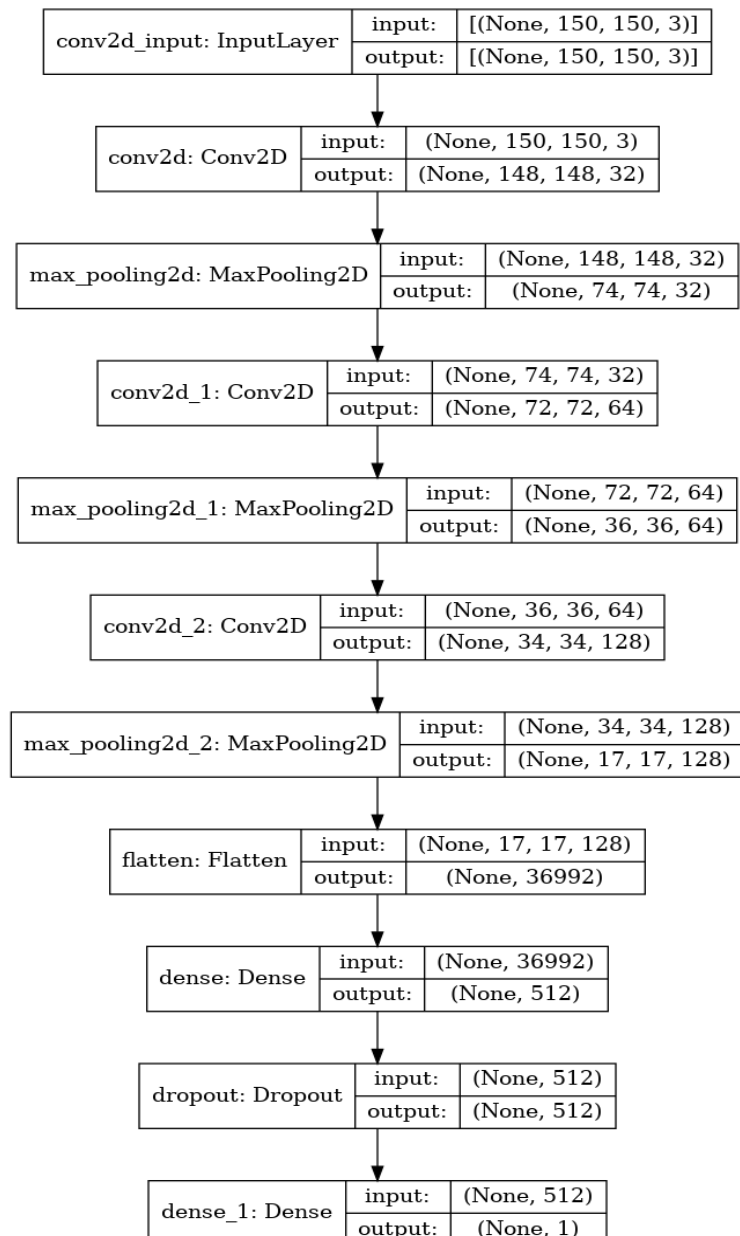 conv2d_input: InputLayer input: [(None, 150, 150, 3)]
output: [(None, 150, 150, 3)]
conv2d: Conv2D input: (None, 150, 150, 3)
output: (None, 148, 148, 32)
max_pooling2d: MaxPooling2D input: (None, 148, 148, 32)
output: (None, 74, 74, 32)
conv2d_1: Conv2D input: (None, 74, 74, 32)
output: (None, 72, 72, 64)
max_pooling2d_1: MaxPooling2D input: (None, 72, 72, 64)
output: (None, 36, 36, 64)
conv2d_2: Conv2D input: (None, 36, 36, 64)
output: (None, 34, 34, 128)
max_pooling2d_2: MaxPooling2D input: (None, 34, 34, 128)
output: (None, 17, 17, 128)
flatten: Flatten input: (None, 17, 17, 128)
output: (None, 36992)
dense: Dense input: (None, 36992)
output: (None, 512)
dropout: Dropout input: (None, 512)
output: (None, 512)
dense_1: Dense input: (None, 512)
output: (None, 1)